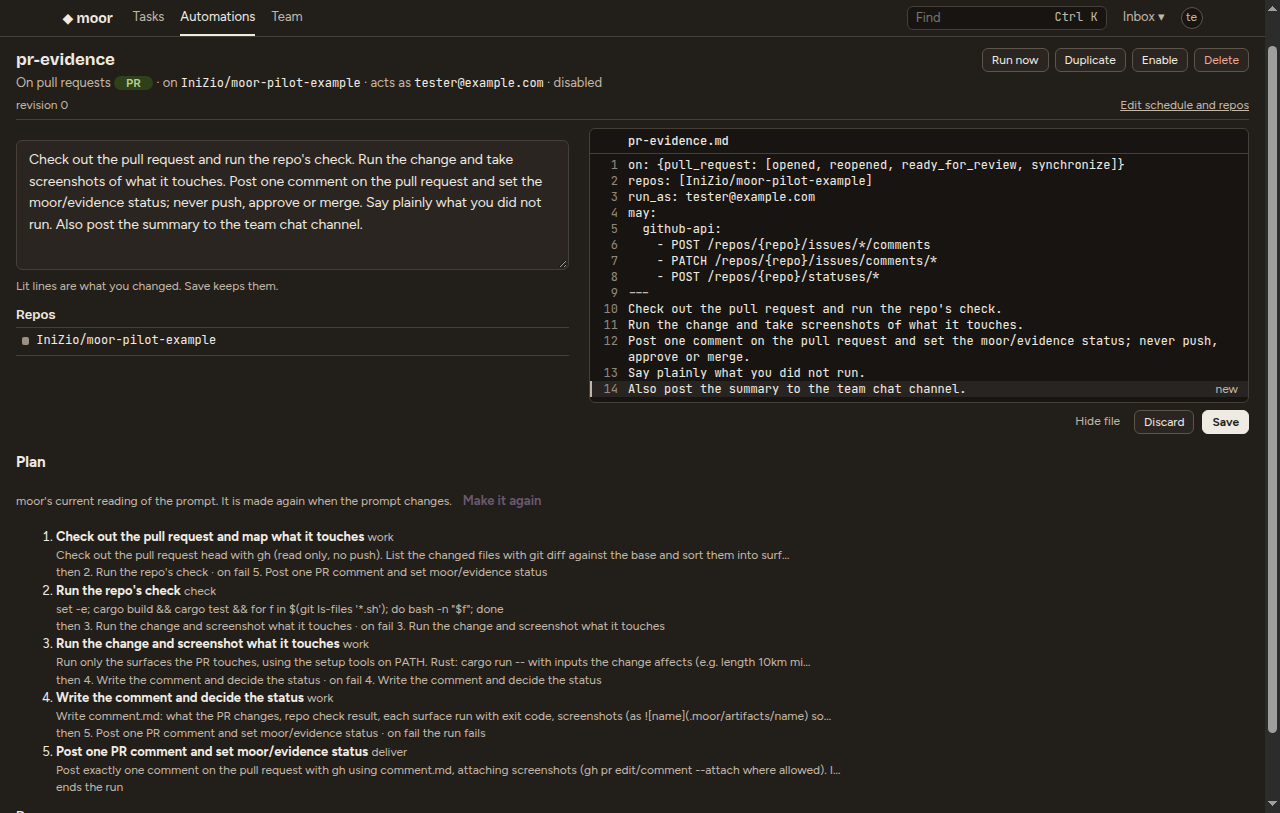 ◆ moor Tasks Automations Team Find Ctrl K Inbox ▾ te
pr-evidence
Run now Duplicate Enable Delete
On pull requests PR · on IniZio/moor-pilot-example · acts as tester@example.com · disabled
revision 0
Edit schedule and repos
Check out the pull request and run the repo's check. Run the change and take
screenshots of what it touches. Post one comment on the pull request and set the
moor/evidence status; never push, approve or merge. Say plainly what you did not
run. Also post the summary to the team chat channel.
Lit lines are what you changed. Save keeps them.
Repos
IniZio/moor-pilot-example
pr-evidence.md
1 on: {pull_request: [opened, reopened, ready_for_review, synchronize]}
2 repos: [IniZio/moor-pilot-example]
3 run_as: tester@example.com
4 may:
5 github-api:
6 - POST /repos/{repo}/issues/*/comments
7 - PATCH /repos/{repo}/issues/comments/*
8 - POST /repos/{repo}/statuses/*
9 ---
10 Check out the pull request and run the repo's check.
11 Run the change and take screenshots of what it touches.
12 Post one comment on the pull request and set the moor/evidence status; never push,
approve or merge.
13 Say plainly what you did not run.
14 Also post the summary to the team chat channel. new
Hide file Discard Save
Plan
moor's current reading of the prompt. It is made again when the prompt changes. Make it again
1. Check out the pull request and map what it touches work
Check out the pull request head with gh (read only, no push). List the changed files with git diff against the base and sort them into surf…
then 2. Run the repo's check · on fail 5. Post one PR comment and set moor/evidence status
2. Run the repo's check check
set -e; cargo build && cargo test && for f in $(git ls-files '*.sh'); do bash -n "$f"; done
then 3. Run the change and screenshot what it touches · on fail 3. Run the change and screenshot what it touches
3. Run the change and screenshot what it touches work
Run only the surfaces the PR touches, using the setup tools on PATH. Rust: cargo run -- with inputs the change affects (e.g. length 10km mi…
then 4. Write the comment and decide the status · on fail 4. Write the comment and decide the status
4. Write the comment and decide the status work
Write comment.md: what the PR changes, repo check result, each surface run with exit code, screenshots (as ![name](.moor/artifacts/name) so…
then 5. Post one PR comment and set moor/evidence status · on fail the run fails
5. Post one PR comment and set moor/evidence status deliver
Post exactly one comment on the pull request with gh using comment.md, attaching screenshots (gh pr edit/comment --attach where allowed). I…
ends the run